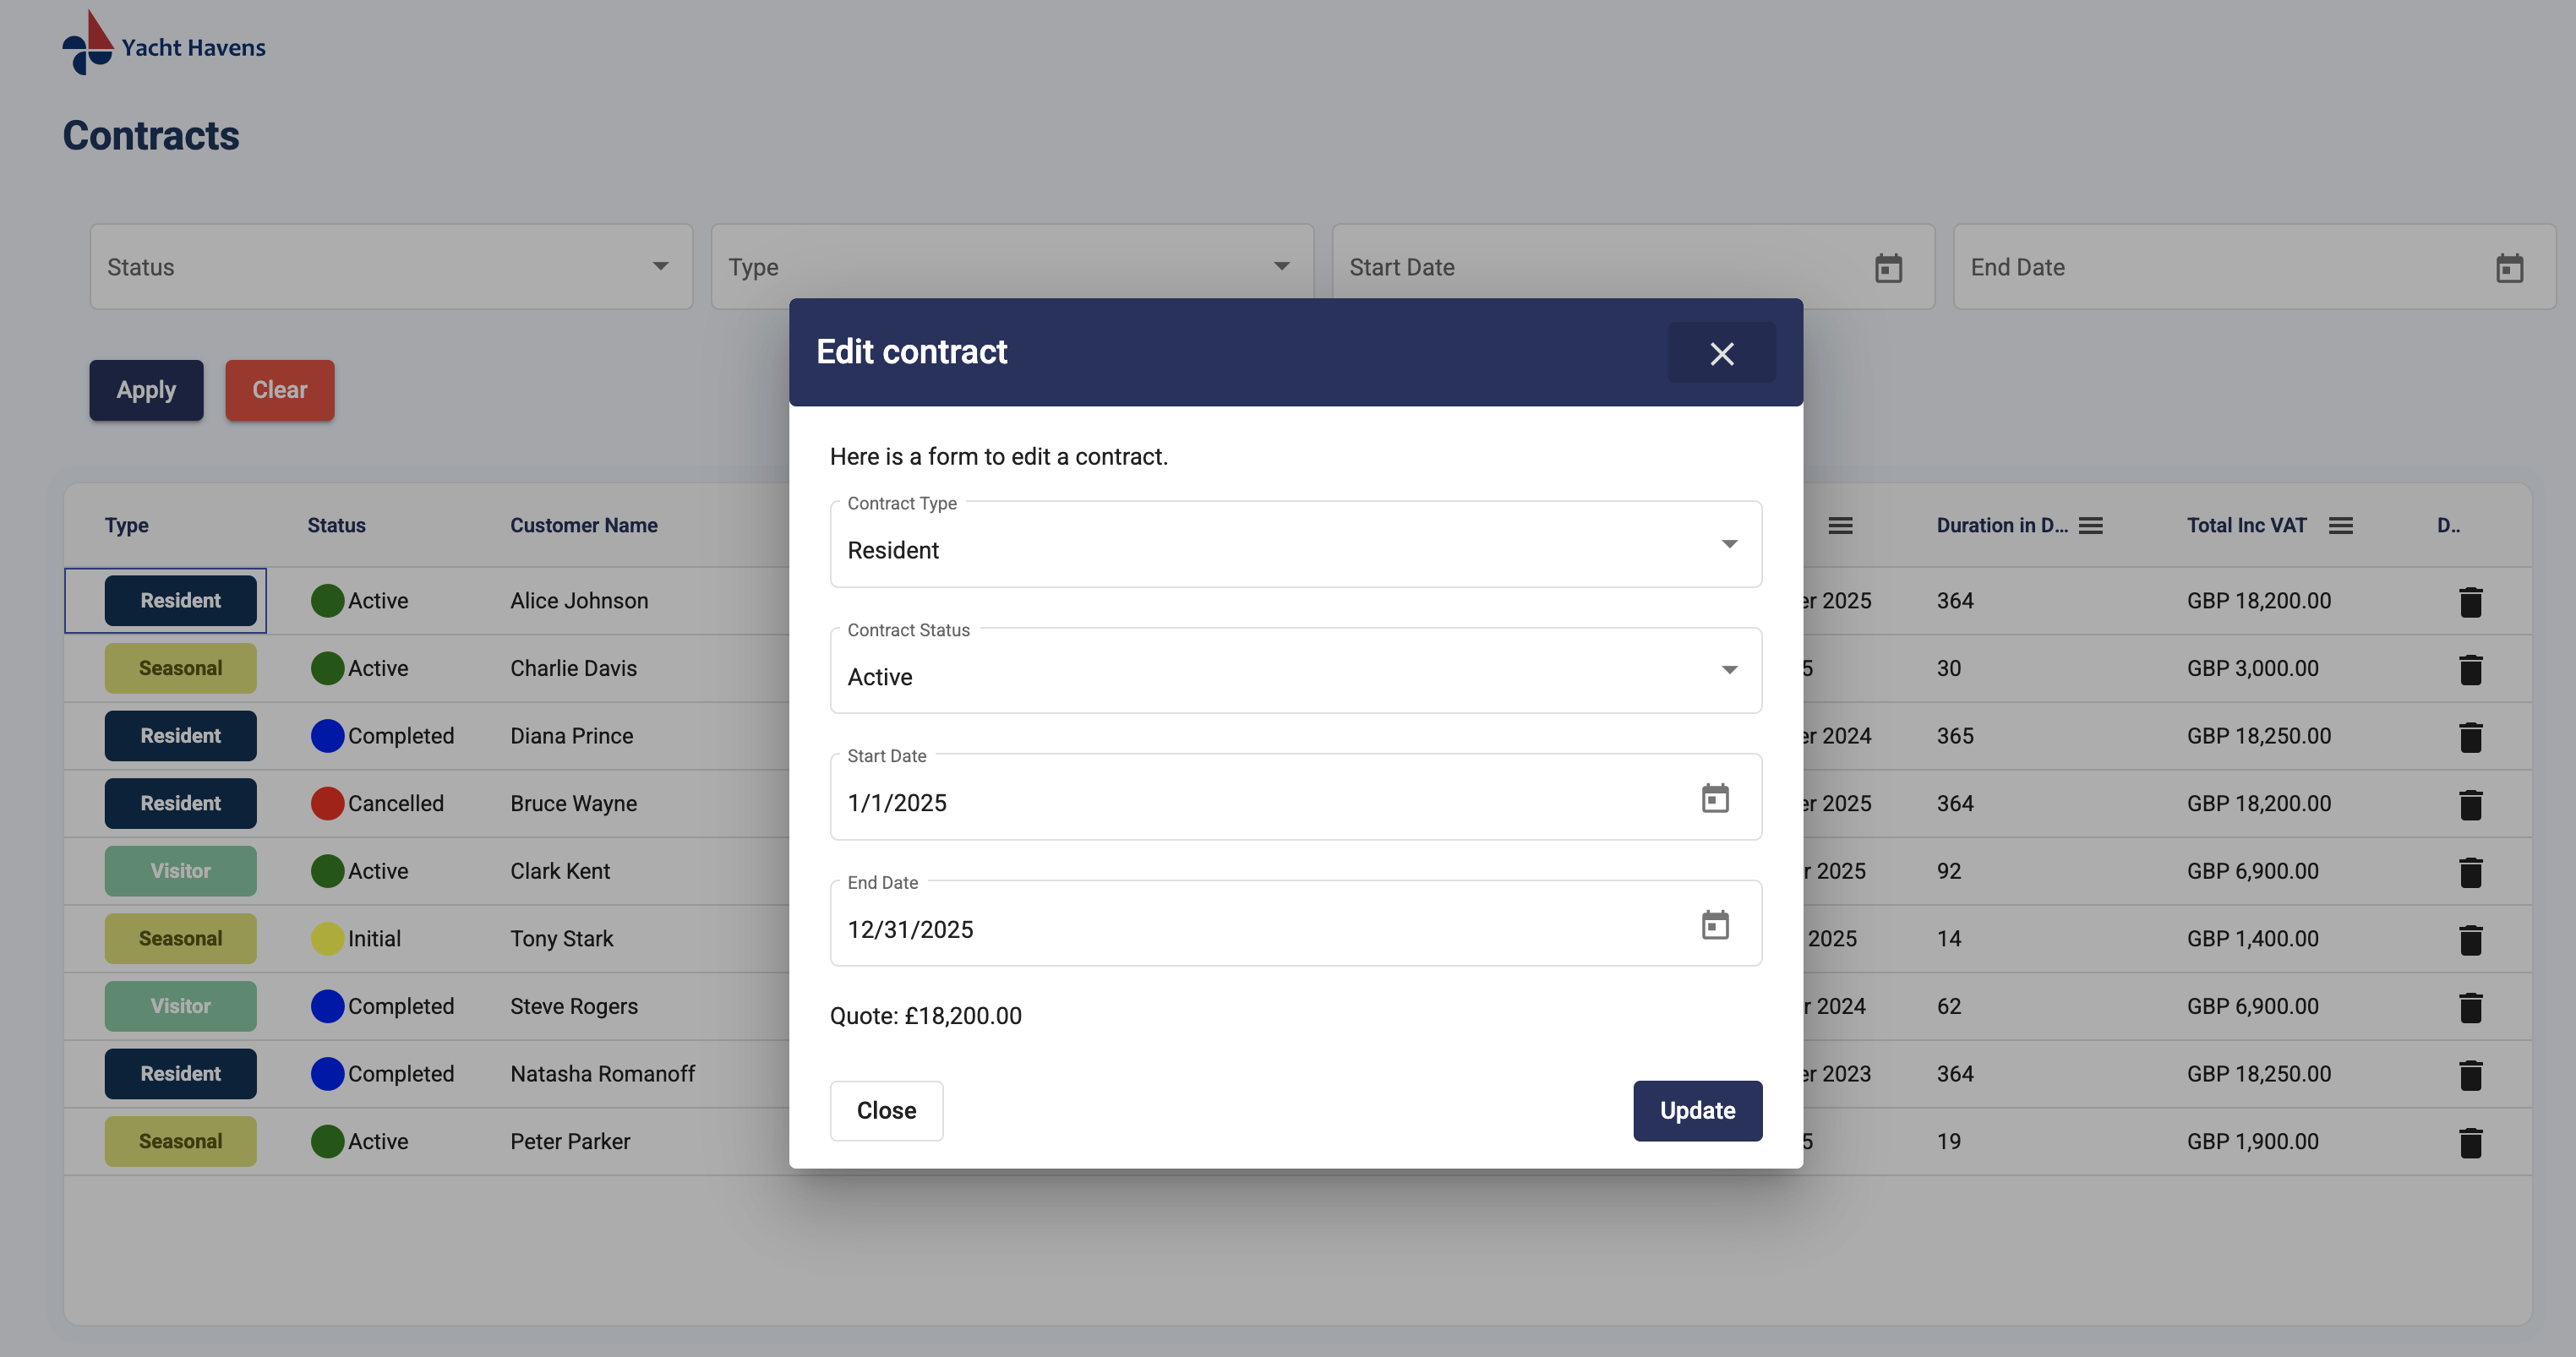 Yacht Havens
Contracts
Status
Type
Start Date
End Date
Apply
Clear
Edit contract
Here is a form to edit a contract.
Contract Type
Resident
Contract Status
Active
Start Date
1/1/2025
End Date
12/31/2025
Quote: £18,200.00
Close
Update
Type Status Customer Name Duration in D... Total Inc VAT D..
Resident Active Alice Johnson er 2025 364 GBP 18,200.00
Seasonal Active Charlie Davis 5 30 GBP 3,000.00
Resident Completed Diana Prince er 2024 365 GBP 18,250.00
Resident Cancelled Bruce Wayne er 2025 364 GBP 18,200.00
Visitor Active Clark Kent r 2025 92 GBP 6,900.00
Seasonal Initial Tony Stark 2025 14 GBP 1,400.00
Visitor Completed Steve Rogers r 2024 62 GBP 6,900.00
Resident Completed Natasha Romanoff er 2023 364 GBP 18,250.00
Seasonal Active Peter Parker 5 19 GBP 1,900.00